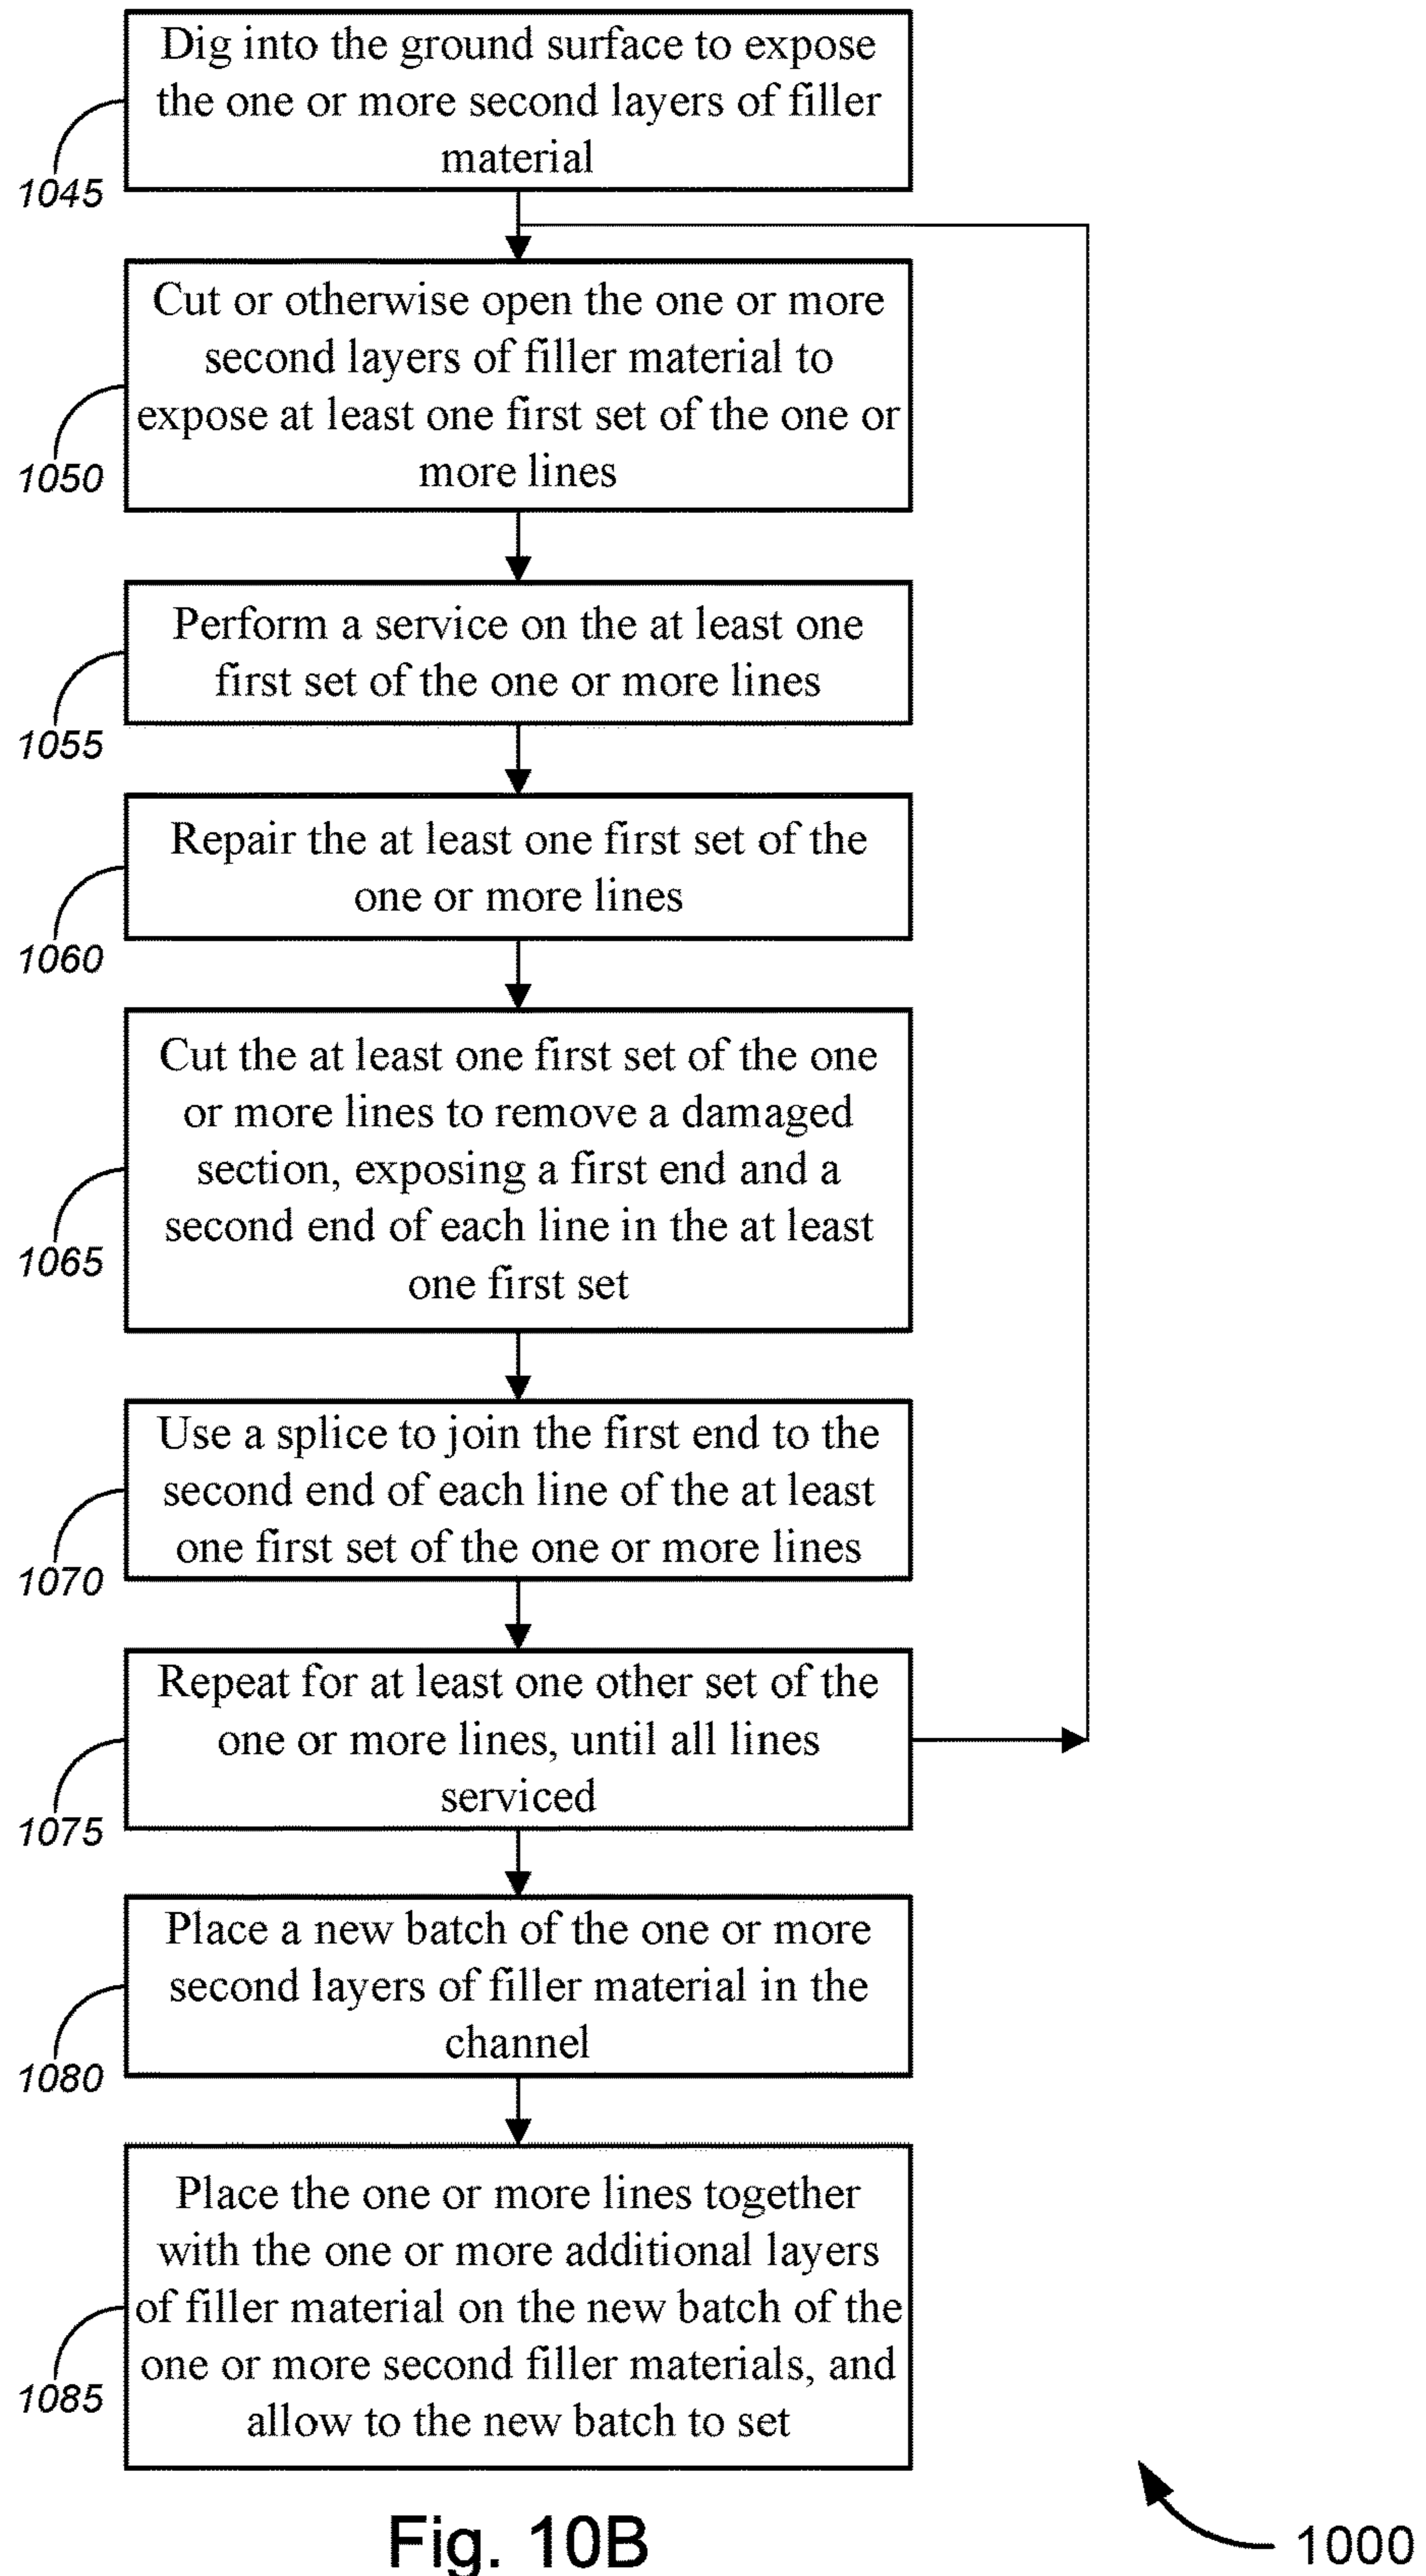 Dig into the ground surface to expose
the one or more second layers of filler
material
1045
Cut or otherwise open the one or more
second layers of filler material to
expose at least one first set of the one or
more lines
1050
Perform a service on the at least one
first set of the one or more lines
1055
Repair the at least one first set of the
one or more lines
1060
Cut the at least one first set of the one
or more lines to remove a damaged
section, exposing a first end and a
second end of each line in the at least
one first set
1065
Use a splice to join the first end to the
second end of each line of the at least
one first set of the one or more lines
1070
Repeat for at least one other set of the
one or more lines, until all lines
serviced
1075
Place a new batch of the one or more
second layers of filler material in the
channel
1080
Place the one or more lines together
with the one or more additional layers
of filler material on the new batch of the
one or more second filler materials, and
allow to the new batch to set
1085
Fig. 10B
1000